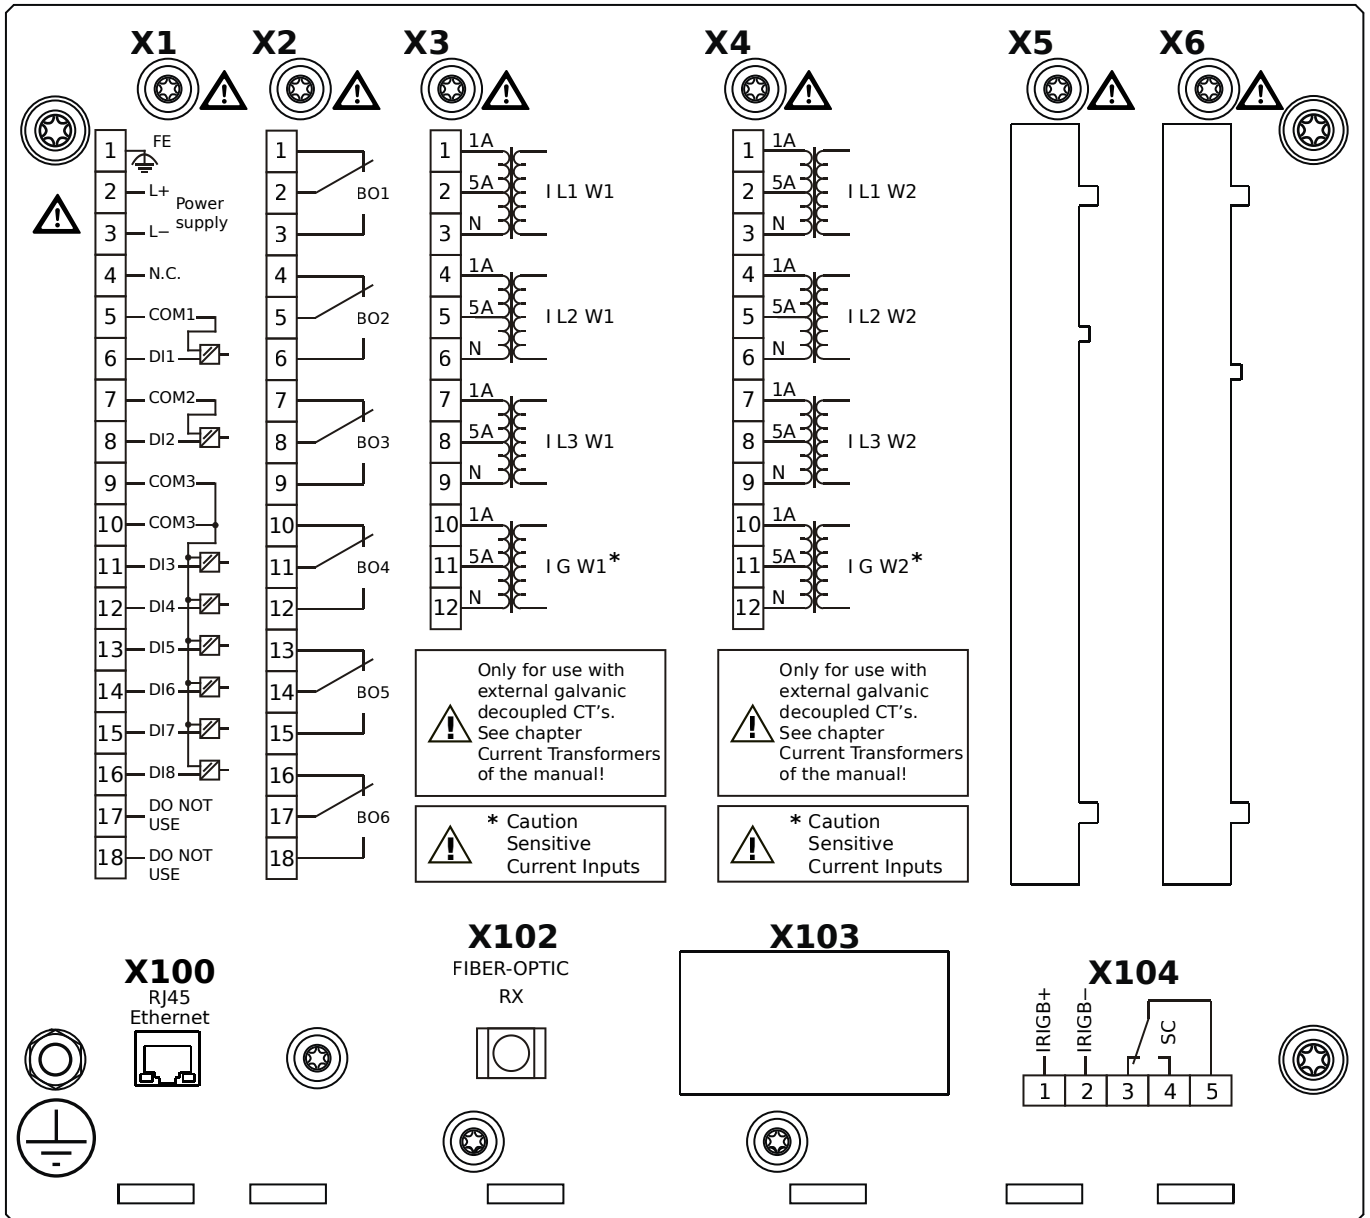 X1 X2 X3 X4 X5 X6
1 FE
2 L+
Power
supply
3 L−
4 N.C.
5 COM1
6 DI1
7 COM2
8 DI2
9 COM3
10 COM3
11 DI3
12 DI4
13 DI5
14 DI6
15 DI7
16 DI8
17 DO NOT
USE
18 DO NOT
USE
1
2 BO1
3
4
5 BO2
6
7
8 BO3
9
10
11 BO4
12
13
14 BO5
15
16
17 BO6
18
1 1A
2 5A I L1 W1
3 N
4 1A
5 5A I L2 W1
6 N
7 1A
8 5A I L3 W1
9 N
10 1A
11 5A I G W1*
12 N
Only for use with
external galvanic
decoupled CT's.
See chapter
Current Transformers
of the manual!
* Caution
Sensitive
Current Inputs
1 1A
2 5A I L1 W2
3 N
4 1A
5 5A I L2 W2
6 N
7 1A
8 5A I L3 W2
9 N
10 1A
11 5A I G W2*
12 N
Only for use with
external galvanic
decoupled CT's.
See chapter
Current Transformers
of the manual!
* Caution
Sensitive
Current Inputs
X100
RJ45
Ethernet
X102
FIBER-OPTIC
RX
X103
X104
IRIGB+
IRIGB−
SC
1 2 3 4 5